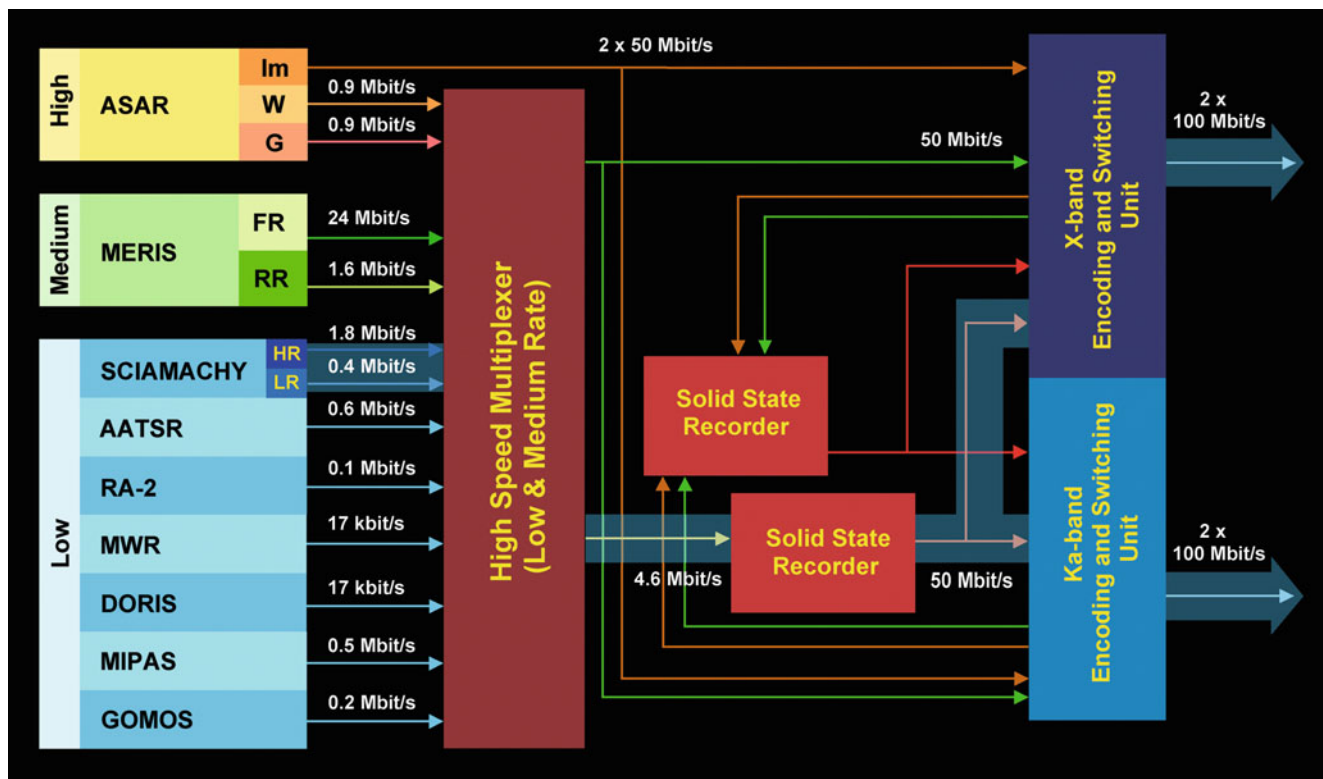 High
ASAR
Im
W
G
0.9 Mbit/s
0.9 Mbit/s
2 x 50 Mbit/s
Medium
MERIS
FR
RR
24 Mbit/s
1.6 Mbit/s
Low
SCIAMACHY
HR
LR
1.8 Mbit/s
0.4 Mbit/s
AATSR
0.6 Mbit/s
RA-2
0.1 Mbit/s
MWR
17 kbit/s
DORIS
17 kbit/s
MIPAS
0.5 Mbit/s
GOMOS
0.2 Mbit/s
High Speed Multiplexer
(Low & Medium Rate)
50 Mbit/s
Solid State
Recorder
4.6 Mbit/s
Solid State
Recorder
50 Mbit/s
X-band
Encoding and Switching
Unit
2 x
100 Mbit/s
Ka-band
Encoding and Switching
Unit
2 x
100 Mbit/s